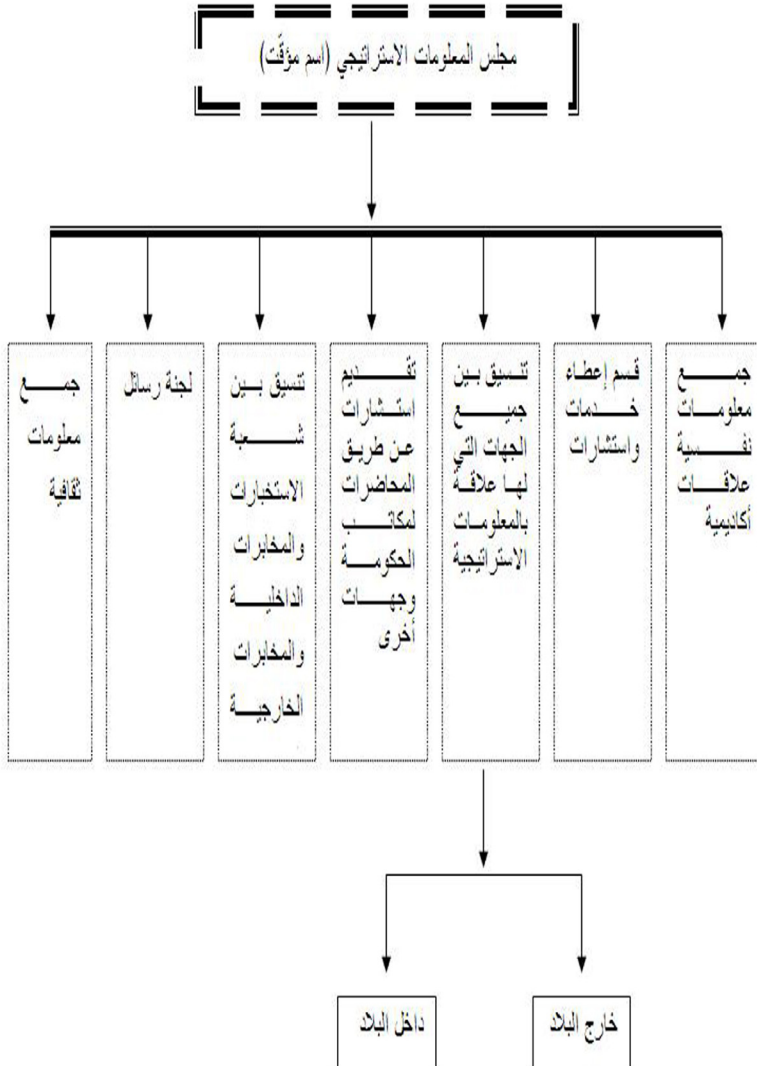 مجلس المعلومات الاستراتيجي (اسم مؤقّت)
جمع
معلومات
نفسية
علاقات
أكاديمية
قسم إعطاء
خدمات
واستشارات
تنسيق بين
جميع
الجهات التي
لها علاقة
بالمعلومات
الاستراتيجية
تقديم
استشارات
عن طريق
المحاضرات
لمكاتب
الحكومة
وجهات
أخرى
تنسيق بين
شعبة
الاستخبارات
والمخابرات
الداخلية
والمخابرات
الخارجية
لجنة رسائل
جمع
معلومات
ثقافية
خارج البلاد
داخل البلاد